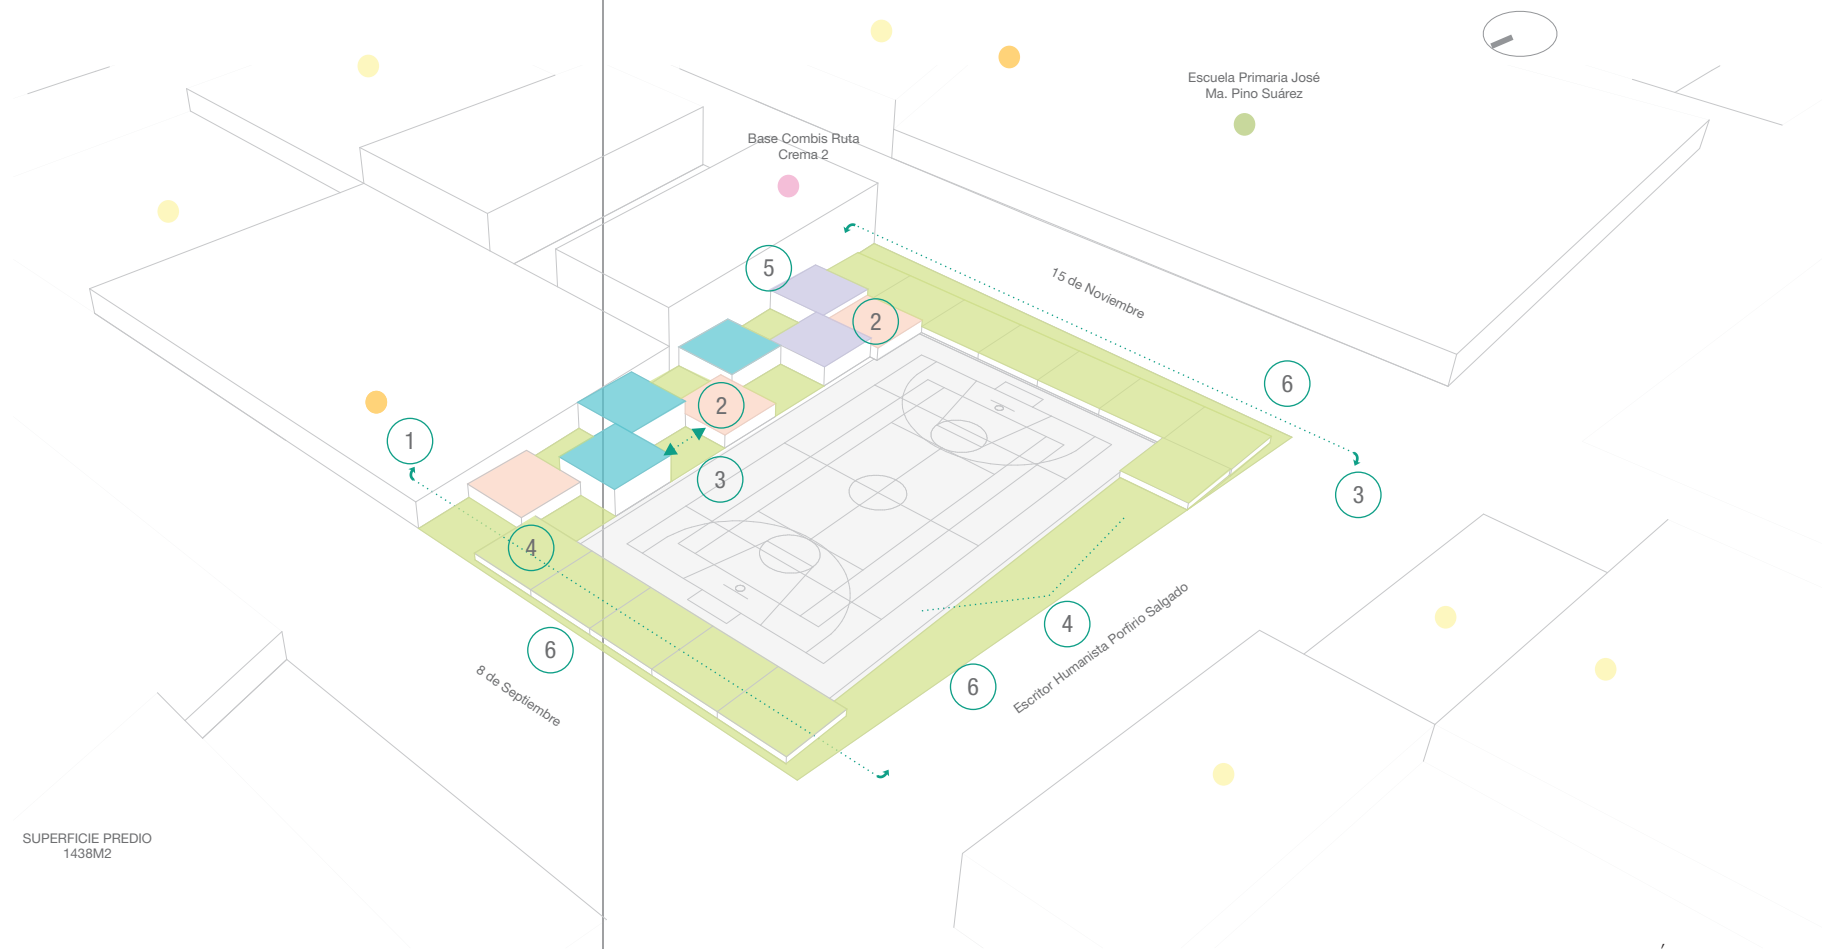 Escuela Primaria José
Ma. Pino Suárez
Base Combis Ruta
Crema 2
5
15 de Noviembre
2
6
2
1
3
3
4
4
6
6
Escritor Humanista Porfirio Salgado
8 de Septiembre
SUPERFICIE PREDIO
1438M2